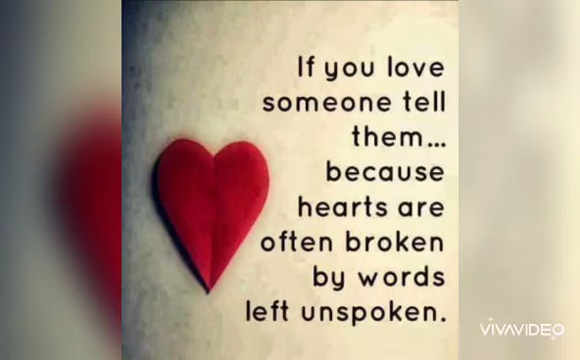 If you love
someone tell
them...
because
hearts are
often broken
by words
left unspoken.
VIVAVIDEO